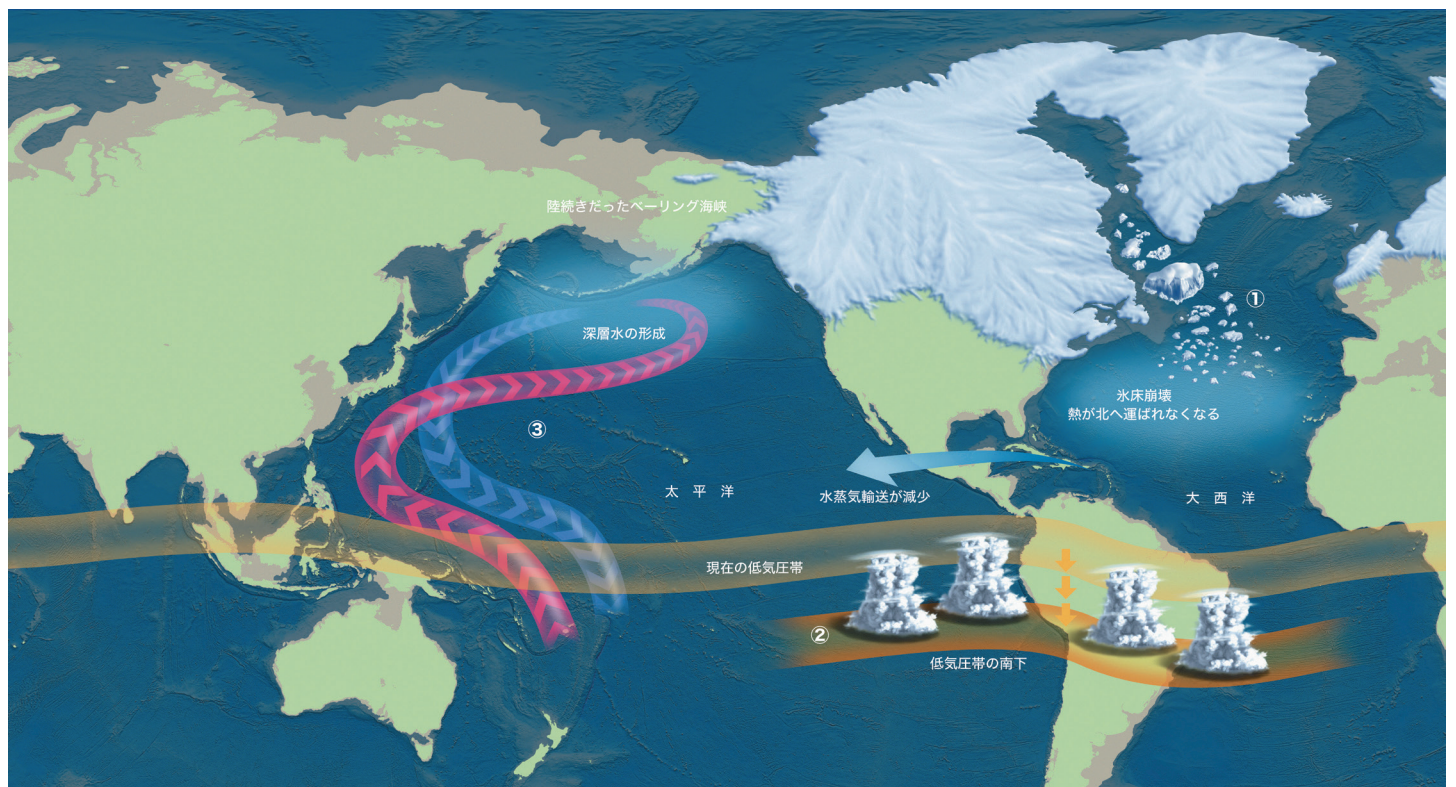 陸続きだったベーリング海峡
深層水の形成
①
氷床崩壊
熱が北へ運ばれなくなる
③
太 平 洋
水蒸気輸送が減少
大 西 洋
現在の低気圧帯
②
低気圧帯の南下